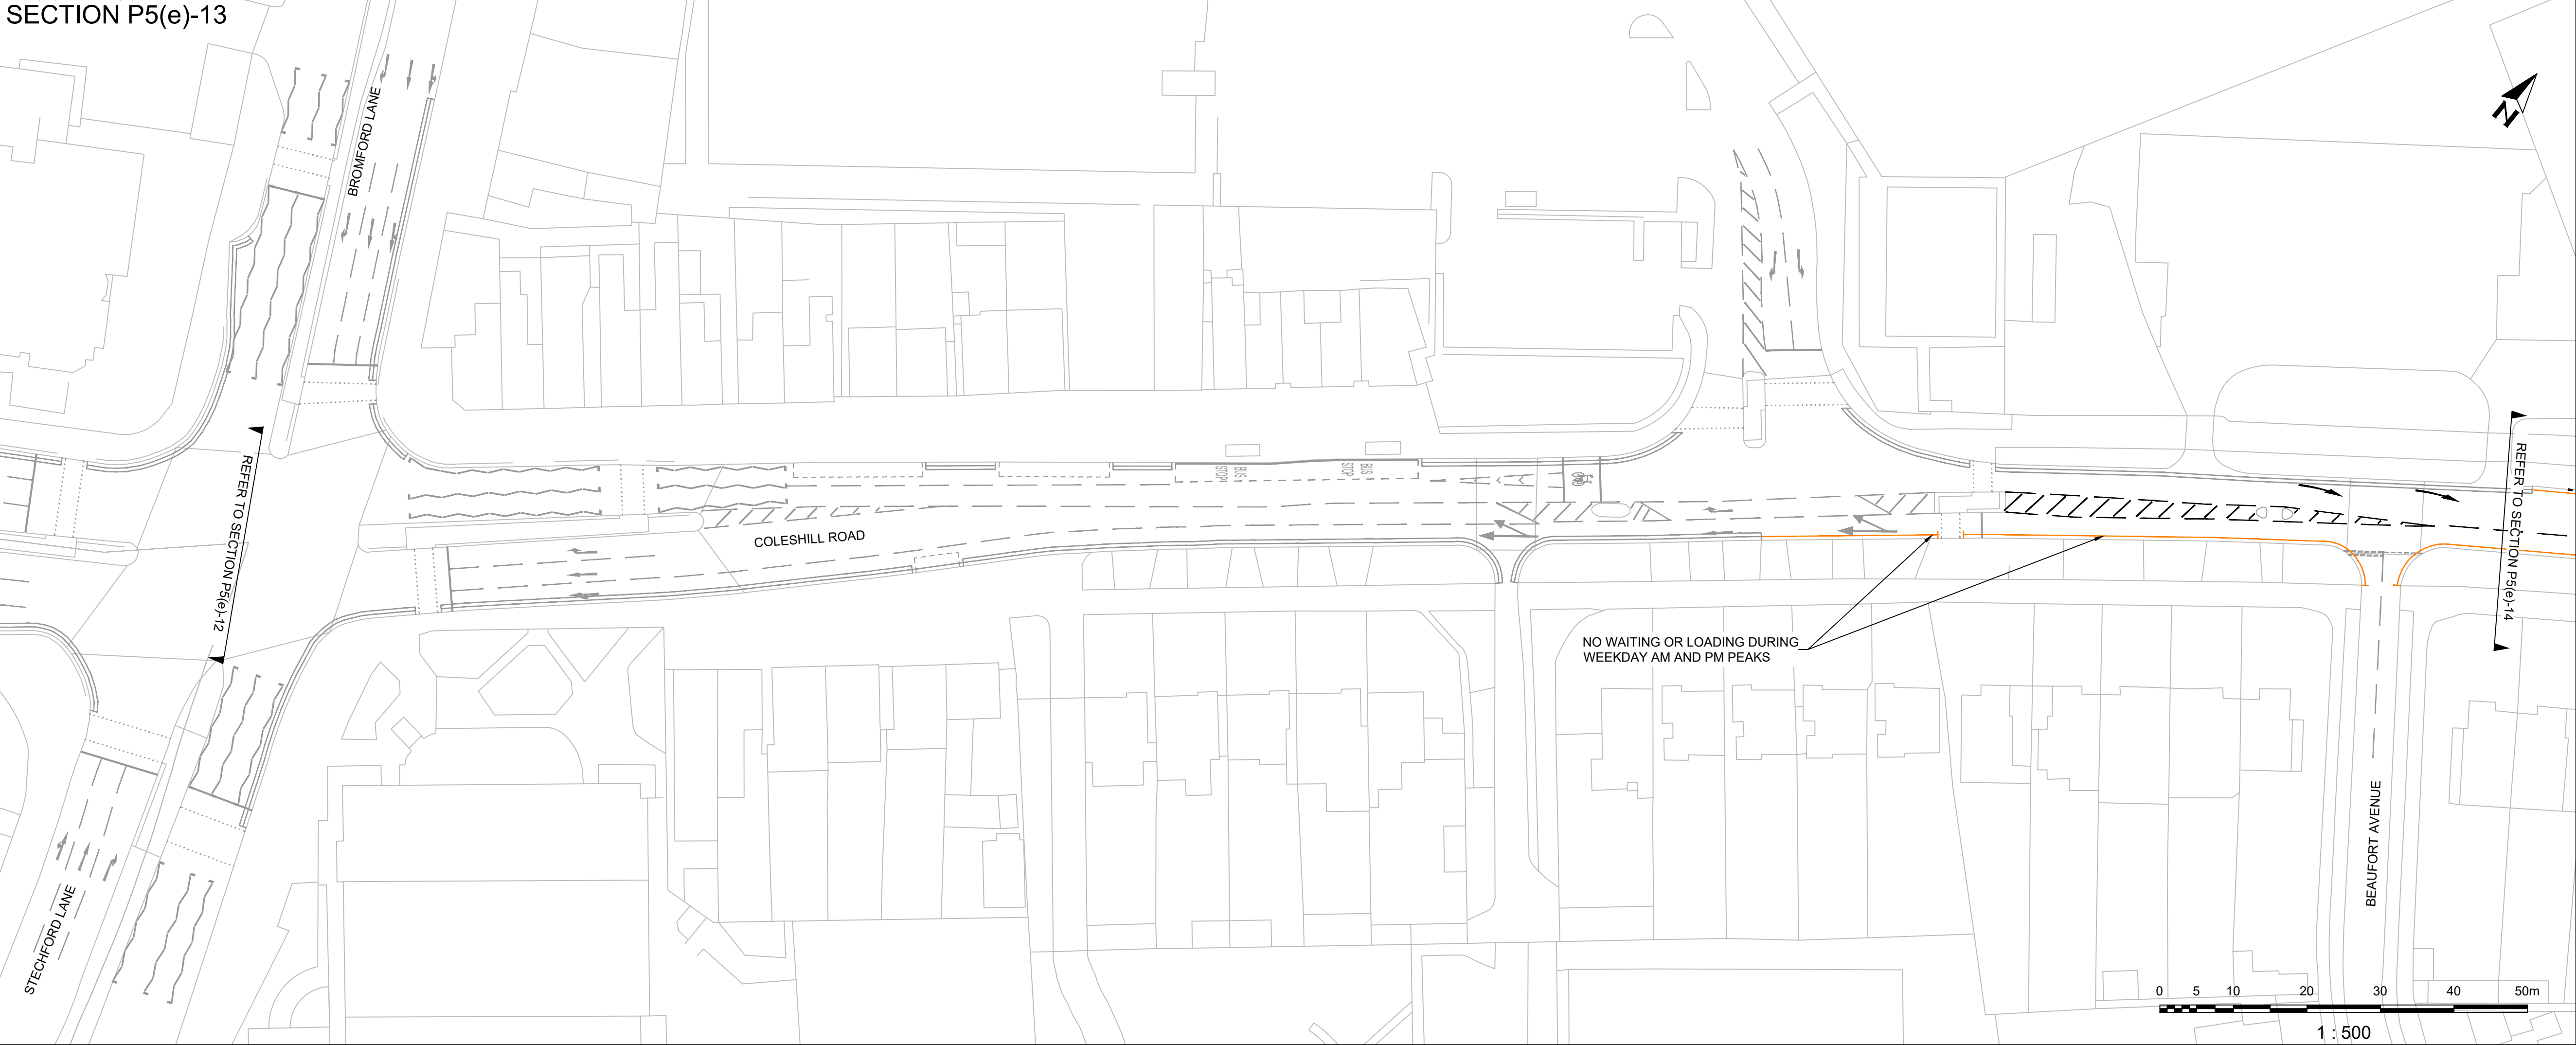 SECTION P5(e)-13
BROMFORD LANE
N
REFER TO SECTION P5(e)-12
REFER TO SECTION P5(e)-14
BUS
STOP
BUS
STOP
COLESHILL ROAD
NO WAITING OR LOADING DURING
WEEKDAY AM AND PM PEAKS
BEAUFORT AVENUE
STECHFORD LANE
0 5 10 20 30 40 50m
1 : 500